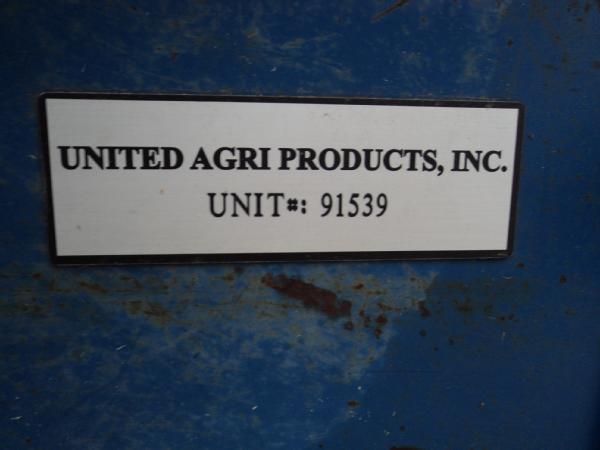 UNITED AGRI PRODUCTS, INC.
UNIT#: 91539